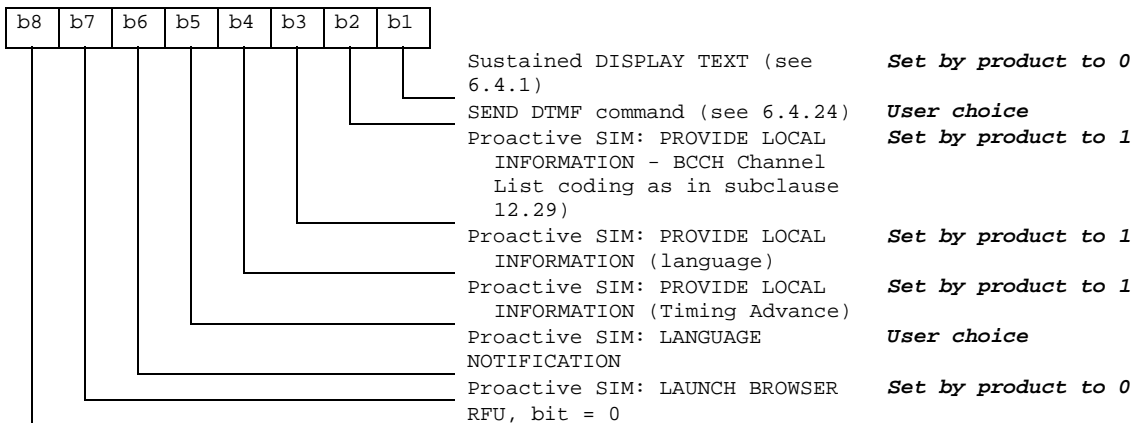 b8 b7 b6 b5 b4 b3 b2 b1
Sustained DISPLAY TEXT (see Set by product to 0
6.4.1)
SEND DTMF command (see 6.4.24) User choice
Proactive SIM: PROVIDE LOCAL Set by product to 1
INFORMATION - BCCH Channel
List coding as in subclause
12.29)
Proactive SIM: PROVIDE LOCAL Set by product to 1
INFORMATION (language)
Proactive SIM: PROVIDE LOCAL Set by product to 1
INFORMATION (Timing Advance)
Proactive SIM: LANGUAGE User choice
NOTIFICATION
Proactive SIM: LAUNCH BROWSER Set by product to 0
RFU, bit = 0